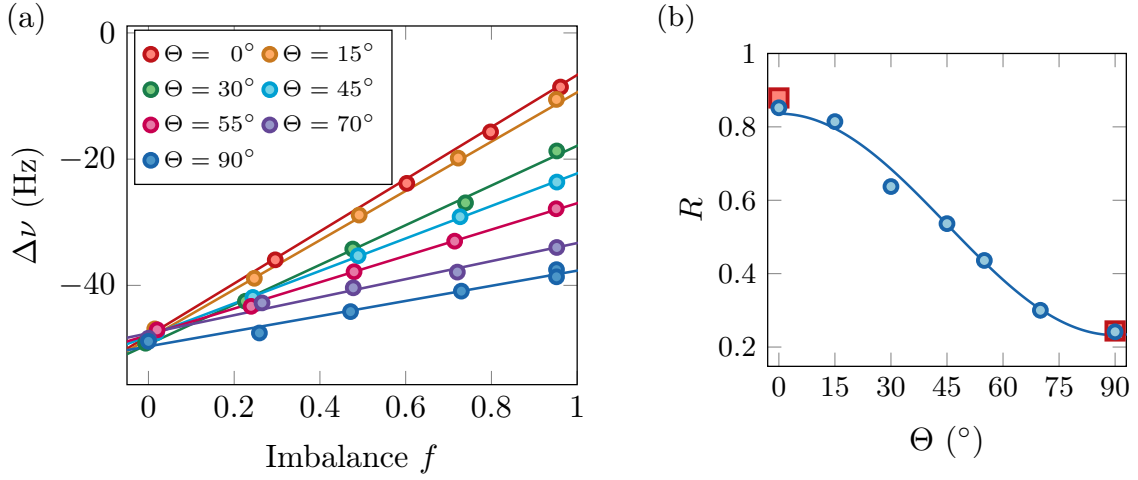 (a)
0
−20
−40
Δν (Hz)
Θ = 0° Θ = 15°
Θ = 30° Θ = 45°
Θ = 55° Θ = 70°
Θ = 90°
0 0.2 0.4 0.6 0.8 1
Imbalance f
(b)
1
0.8
0.6
0.4
0.2
R
0 15 30 45 60 75 90
Θ (°)